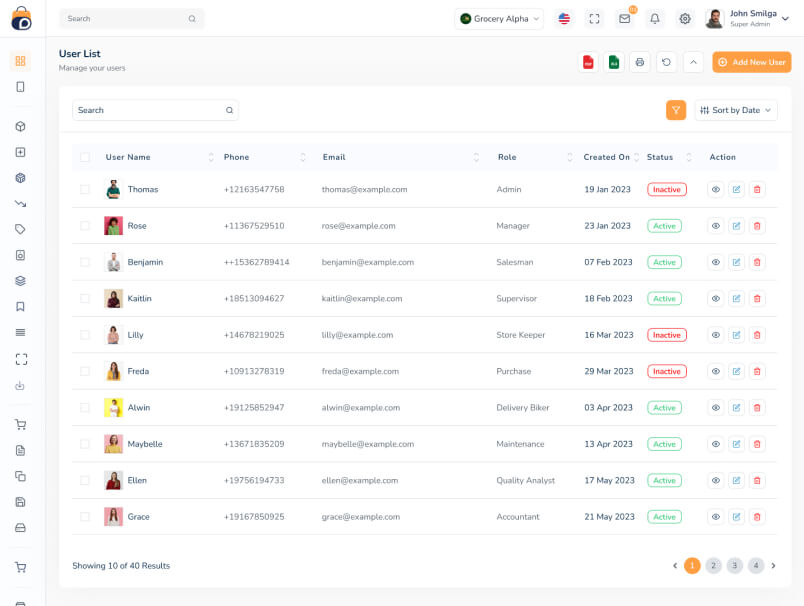 Search
Grocery Alpha
John Smilga
Super Admin
User List
Manage your users
Add New User
Search
Sort by Date
User Name Phone Email Role Created On Status Action
Thomas +12163547758 thomas@example.com Admin 19 Jan 2023 Inactive
Rose +11367529510 rose@example.com Manager 23 Jan 2023 Active
Benjamin ++15362789414 benjamin@example.com Salesman 07 Feb 2023 Active
Kaitlin +18513094627 kaitlin@example.com Supervisor 18 Feb 2023 Active
Lilly +14678219025 lilly@example.com Store Keeper 16 Mar 2023 Inactive
Freda +10913278319 freda@example.com Purchase 29 Mar 2023 Inactive
Alwin +19125852947 alwin@example.com Delivery Biker 03 Apr 2023 Active
Maybelle +13671835209 maybelle@example.com Maintenance 13 Apr 2023 Active
Ellen +19756194733 ellen@example.com Quality Analyst 17 May 2023 Active
Grace +19167850925 grace@example.com Accountant 21 May 2023 Active
Showing 10 of 40 Results
1 2 3 4